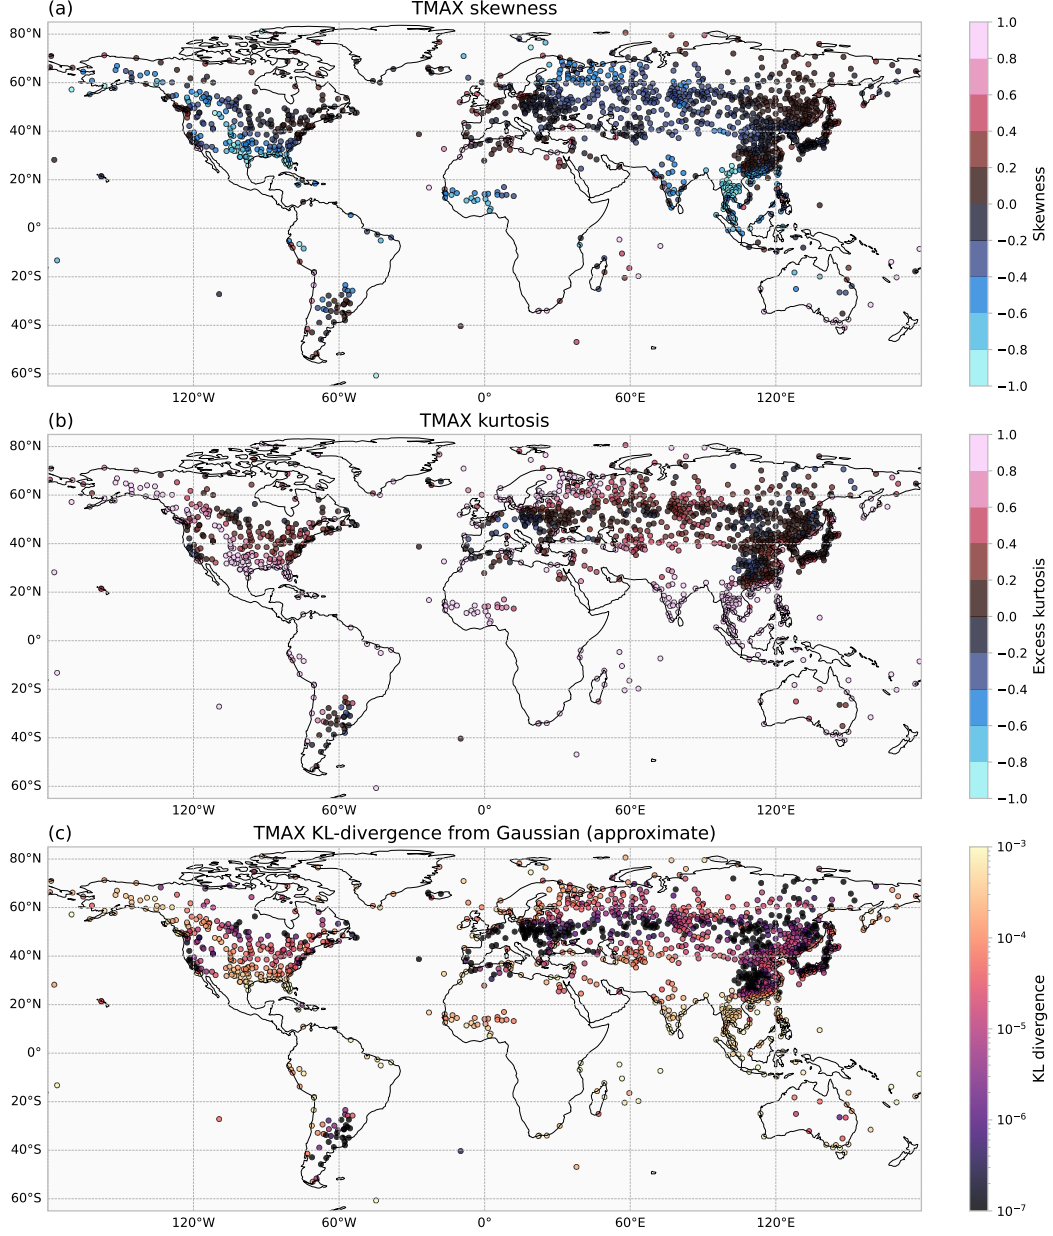 (a) TMAX skewness
80°N
60°N
40°N
20°N
0°
20°S
40°S
60°S
120°W 60°W 0° 60°E 120°E
1.0
0.8
0.6
0.4
0.2
0.0
−0.2
−0.4
−0.6
−0.8
−1.0
Skewness
(b) TMAX kurtosis
80°N
60°N
40°N
20°N
0°
20°S
40°S
60°S
120°W 60°W 0° 60°E 120°E
1.0
0.8
0.6
0.4
0.2
0.0
−0.2
−0.4
−0.6
−0.8
−1.0
Excess kurtosis
(c) TMAX KL-divergence from Gaussian (approximate)
80°N
60°N
40°N
20°N
0°
20°S
40°S
60°S
120°W 60°W 0° 60°E 120°E
10⁻³
10⁻⁴
10⁻⁵
10⁻⁶
10⁻⁷
KL divergence